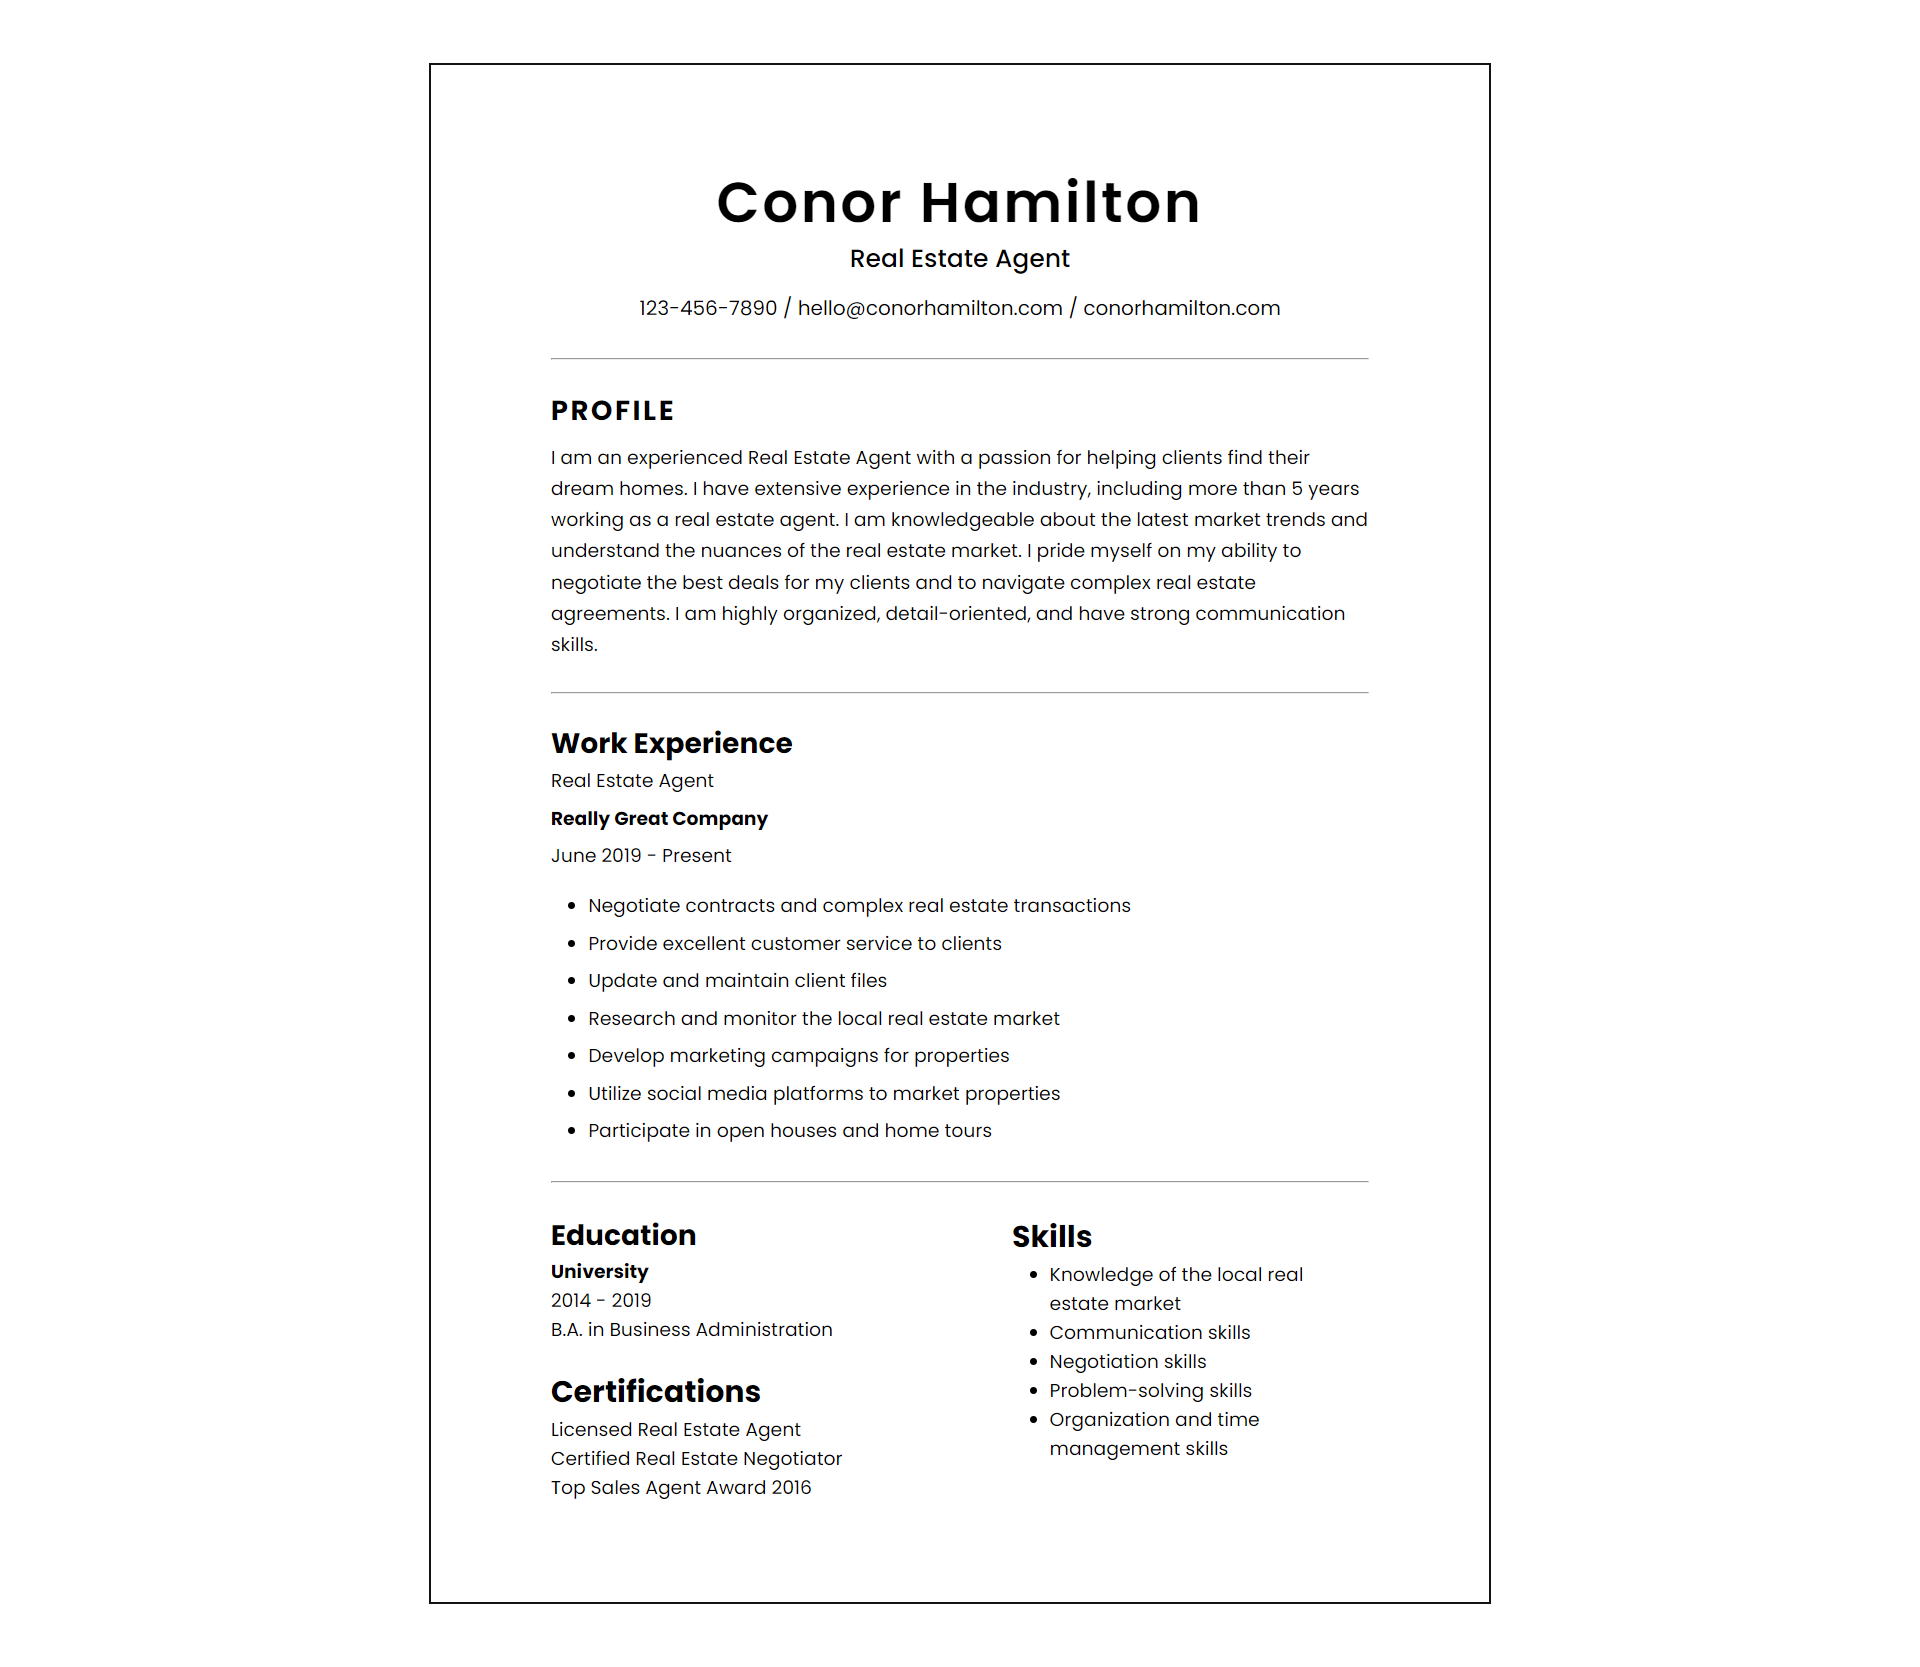 Conor Hamilton
Real Estate Agent
123-456-7890 / hello@conorhamilton.com / conorhamilton.com
PROFILE
I am an experienced Real Estate Agent with a passion for helping clients find their
dream homes. I have extensive experience in the industry, including more than 5 years
working as a real estate agent. I am knowledgeable about the latest market trends and
understand the nuances of the real estate market. I pride myself on my ability to
negotiate the best deals for my clients and to navigate complex real estate
agreements. I am highly organized, detail-oriented, and have strong communication
skills.
Work Experience
Real Estate Agent
Really Great Company
June 2019 - Present
• Negotiate contracts and complex real estate transactions
• Provide excellent customer service to clients
• Update and maintain client files
• Research and monitor the local real estate market
• Develop marketing campaigns for properties
• Utilize social media platforms to market properties
• Participate in open houses and home tours
Education
University
2014 - 2019
B.A. in Business Administration
Certifications
Licensed Real Estate Agent
Certified Real Estate Negotiator
Top Sales Agent Award 2016
Skills
• Knowledge of the local real
estate market
• Communication skills
• Negotiation skills
• Problem-solving skills
• Organization and time
management skills